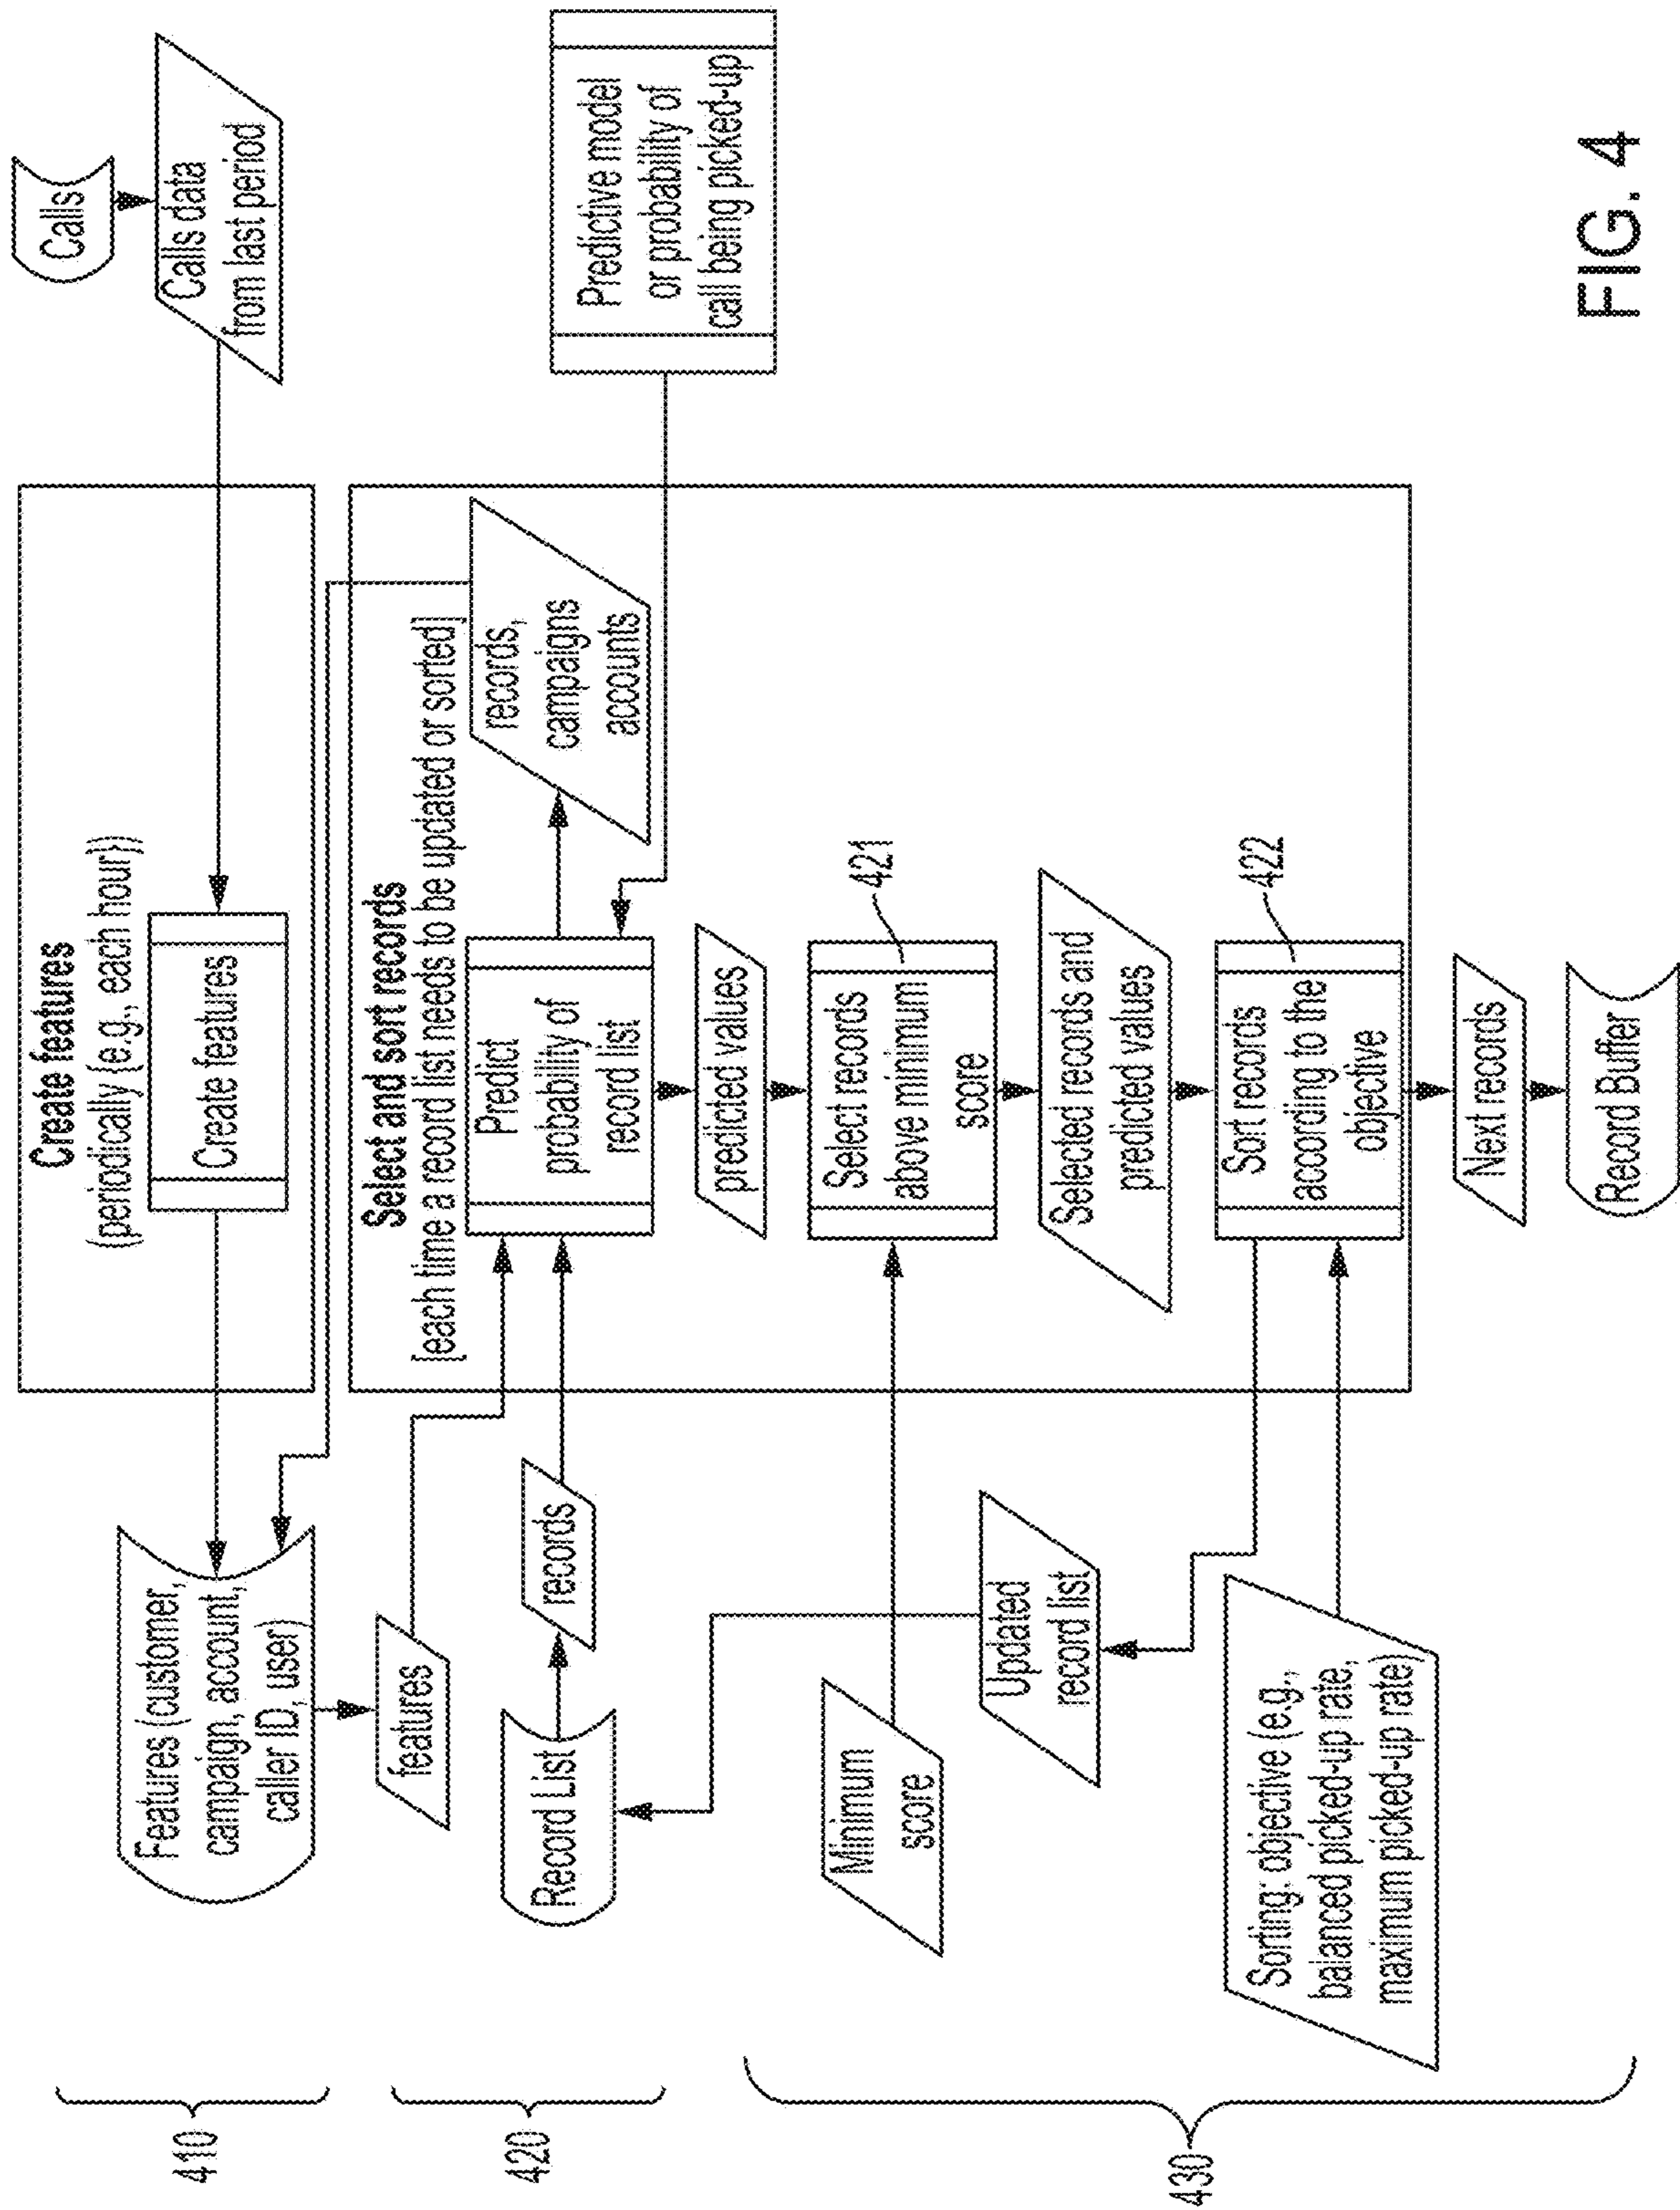 410
420
430
Features (customer,
campaign, account,
caller ID, user)
features
Record List
records
Minimum
score
Updated
record list
Sorting: objective (e.g.,
balanced picked-up rate,
maximum picked-up rate)
Create features
(periodically (e.g., each hour))
Create features
Select and sort records
[each time a record list needs to be updated or sorted]
Predict
probability of
record list
records,
campaigns
accounts
predicted values
Select records
above minimum
score
421
Selected records and
predicted values
Sort records
according to the
objective
422
Next records
Record Buffer
Calls
Calls data
from last period
Predictive model
or probability of
call being picked-up
FIG. 4